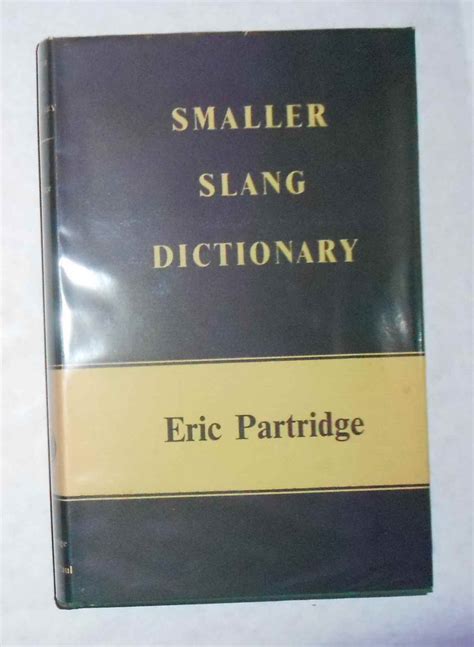 SMALLER
SLANG
DICTIONARY
Eric Partridge